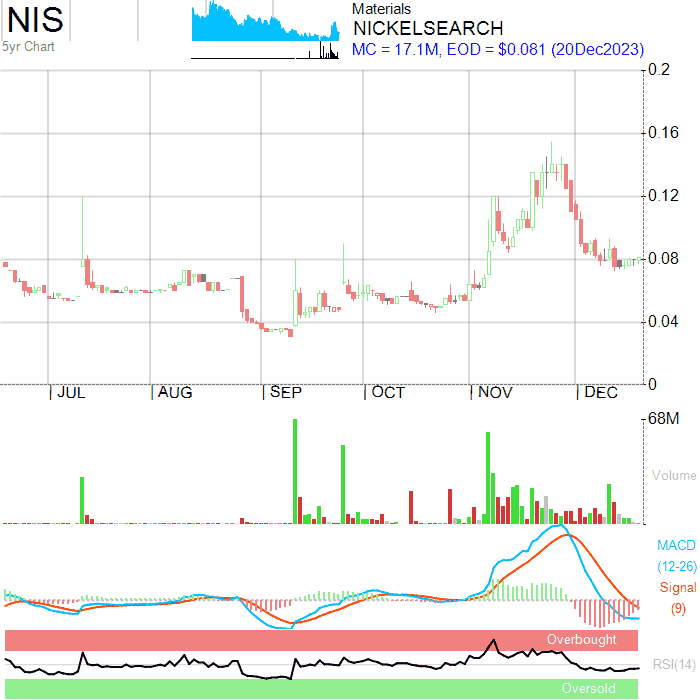 NIS
5yr Chart
Materials
NICKELSEARCH
MC = 17.1M, EOD = $0.081 (20Dec2023)
0.2
0.16
0.12
0.08
0.04
0
JUL AUG SEP OCT NOV DEC
68M
Volume
MACD
(12-26)
Signal
(9)
Overbought
RSI(14)
Oversold